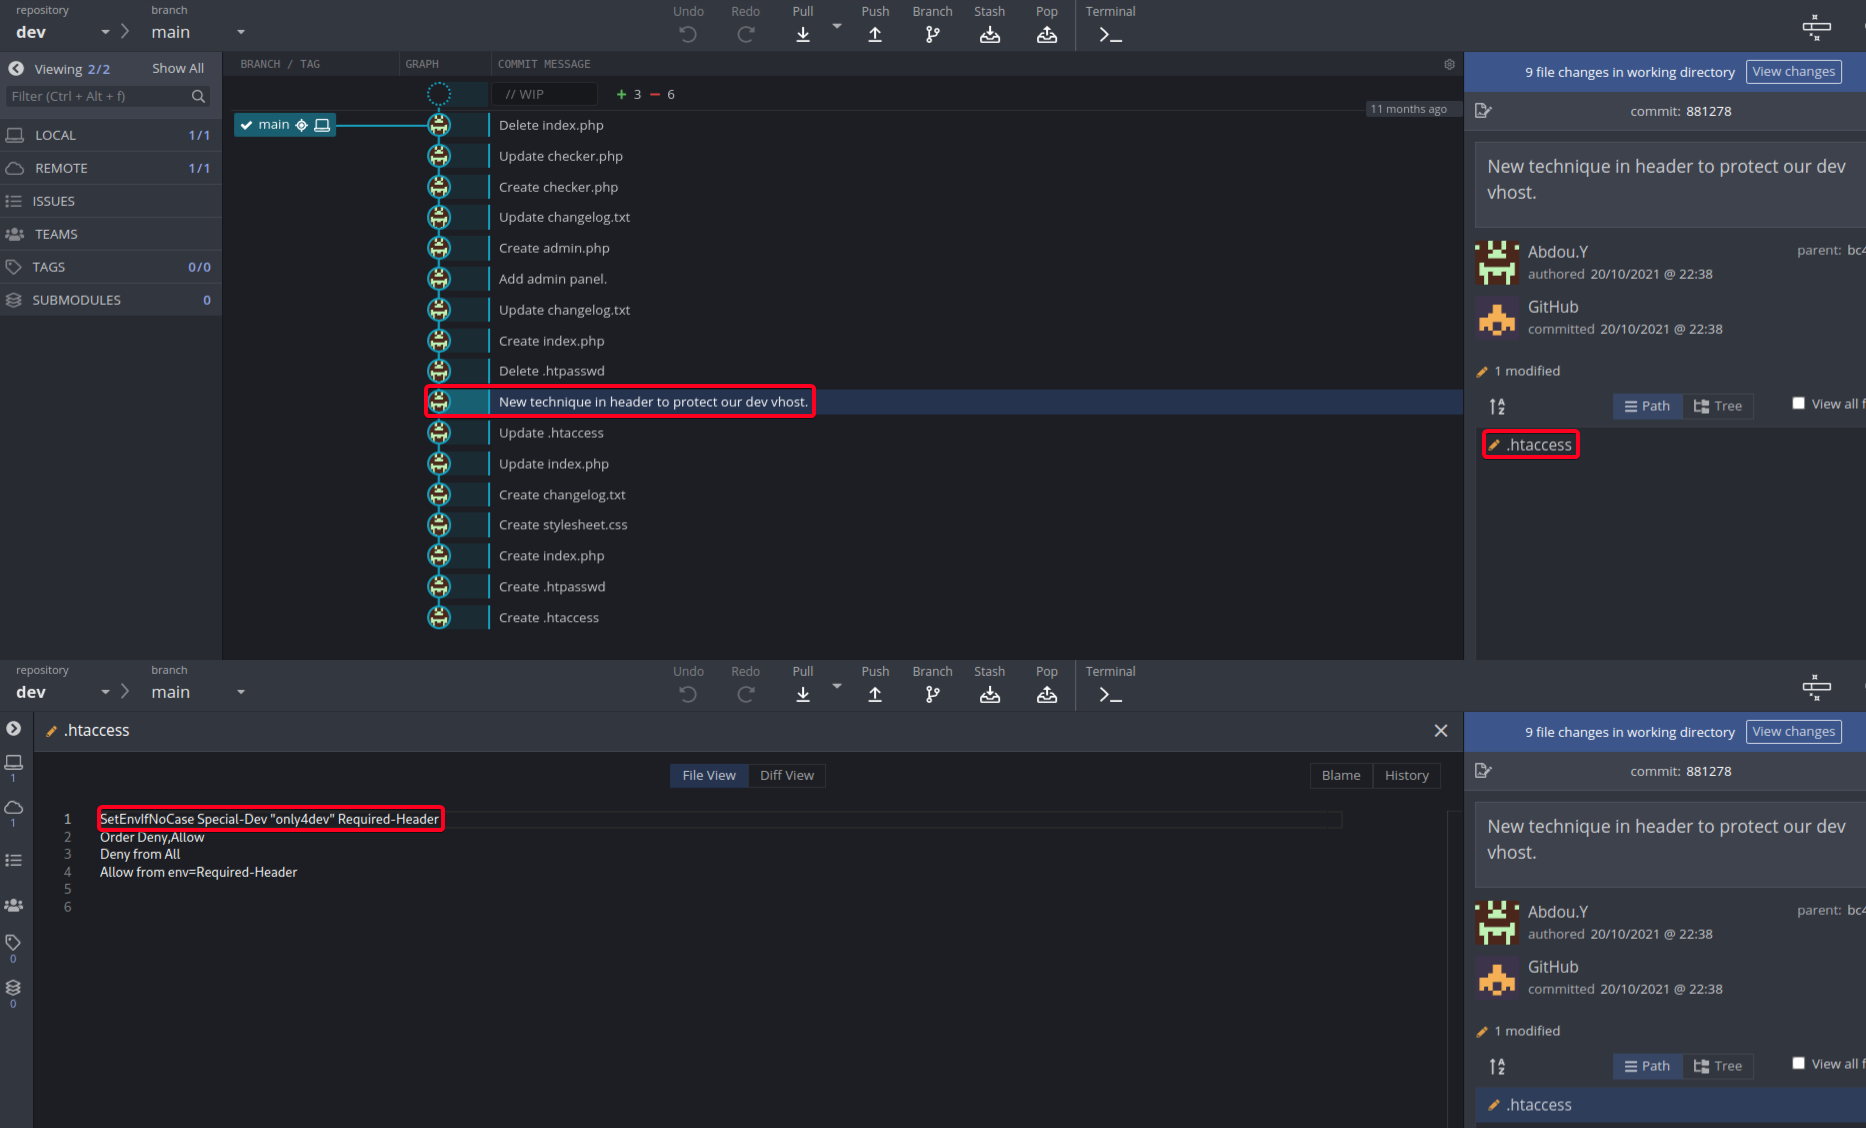 repository
branch
dev
main
Undo
Redo
Pull
Push
Branch
Stash
Pop
Terminal
Viewing 2/2
Show All
Filter (Ctrl + Alt + f)
LOCAL 1/1
REMOTE 1/1
ISSUES
TEAMS
TAGS 0/0
SUBMODULES 0
BRANCH / TAG
GRAPH
COMMIT MESSAGE
// WIP
+ 3 − 6
11 months ago
main
Delete index.php
Update checker.php
Create checker.php
Update changelog.txt
Create admin.php
Add admin panel.
Update changelog.txt
Create index.php
Delete .htpasswd
New technique in header to protect our dev vhost.
Update .htaccess
Update index.php
Create changelog.txt
Create stylesheet.css
Create index.php
Create .htpasswd
Create .htaccess
9 file changes in working directory
View changes
commit: 881278
New technique in header to protect our dev
vhost.
Abdou.Y
parent: bc4
authored 20/10/2021 @ 22:38
GitHub
committed 20/10/2021 @ 22:38
1 modified
A
Z
Path
Tree
View all f
.htaccess
repository
branch
dev
main
Undo
Redo
Pull
Push
Branch
Stash
Pop
Terminal
1
1
0
0
.htaccess
File View
Diff View
Blame
History
1 SetEnvIfNoCase Special-Dev "only4dev" Required-Header
2 Order Deny,Allow
3 Deny from All
4 Allow from env=Required-Header
5
6
9 file changes in working directory
View changes
commit: 881278
New technique in header to protect our dev
vhost.
Abdou.Y
parent: bc4
authored 20/10/2021 @ 22:38
GitHub
committed 20/10/2021 @ 22:38
1 modified
A
Z
Path
Tree
View all f
.htaccess